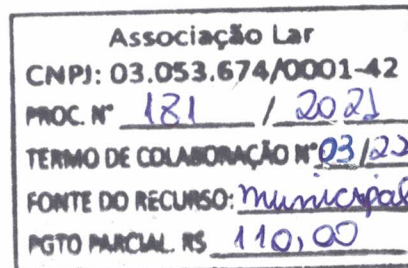 Associação Lar
CNPJ: 03.053.674/0001-42
PROC. Nº 181 / 2021
TERMO DE COLABORAÇÃO Nº 03/22
FONTE DO RECURSO: municipal
PGTO PARCIAL R$ 110,00